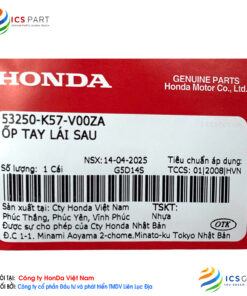 ICS PART
HONDA
GENUINE PARTS
Honda Motor Co., Ltd.
53250-K57-V00ZA
ỐP TAY LÁI SAU
NSX: 14-04-2025
Tiêu chuẩn áp dụng:
Số lượng: 1 Cái
G5D14S
TCCS: 01|2008|HVN
Sản xuất tại: Cty Honda Việt Nam
TSKT:
Phúc Thắng, Phúc Yên, Vĩnh Phúc
Nhựa
Được sự cho phép của Cty Honda Nhật Bản
Đ.C 1-1. Minami Aoyama 2-chome.Minato-ku Tokyo Nhật Bản
OTK
Công ty HonDa Việt Nam
Công ty cổ phần Đầu tư và phát triển TMDV Liên Lục Địa
ICS